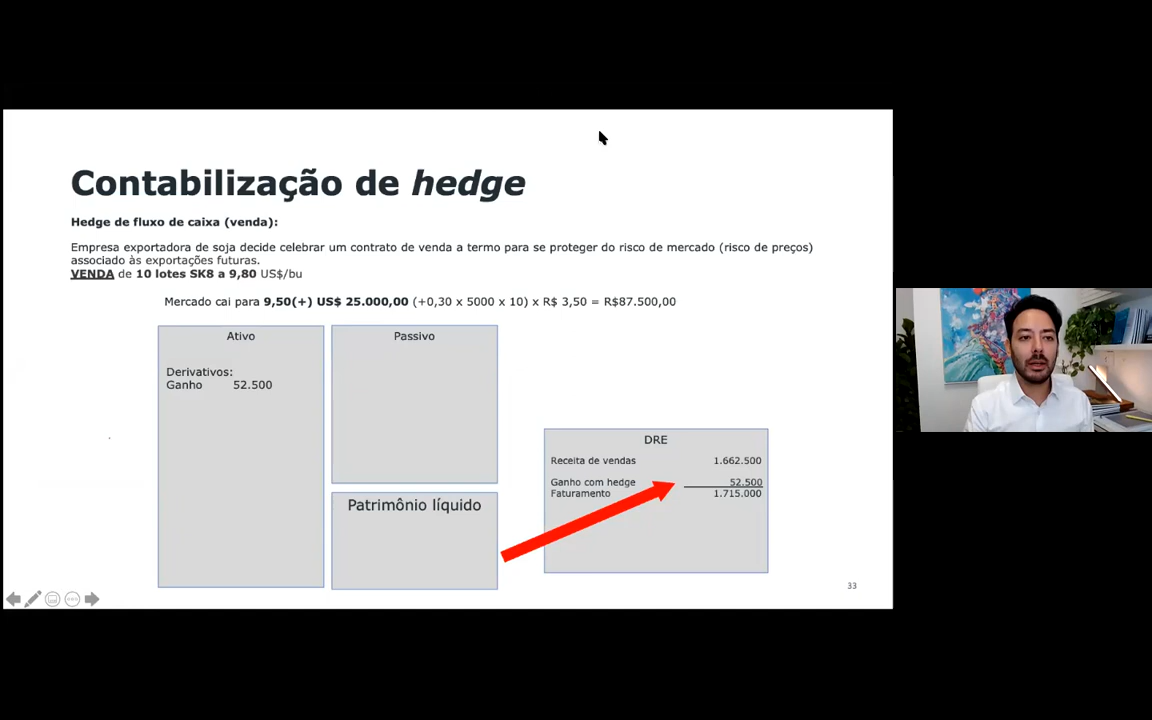 Contabilização de hedge
Hedge de fluxo de caixa (venda):
Empresa exportadora de soja decide celebrar um contrato de venda a termo para se proteger do risco de mercado (risco de preços)
associado às exportações futuras.
VENDA de 10 lotes SK8 a 9,80 US$/bu
Mercado cai para 9,50(+) US$ 25.000,00 (+0,30 x 5000 x 10) x R$ 3,50 = R$87.500,00
Ativo
Derivativos:
Ganho 52.500
Passivo
Patrimônio líquido
DRE
Receita de vendas 1.662.500
Ganho com hedge 52.500
Faturamento 1.715.000
33